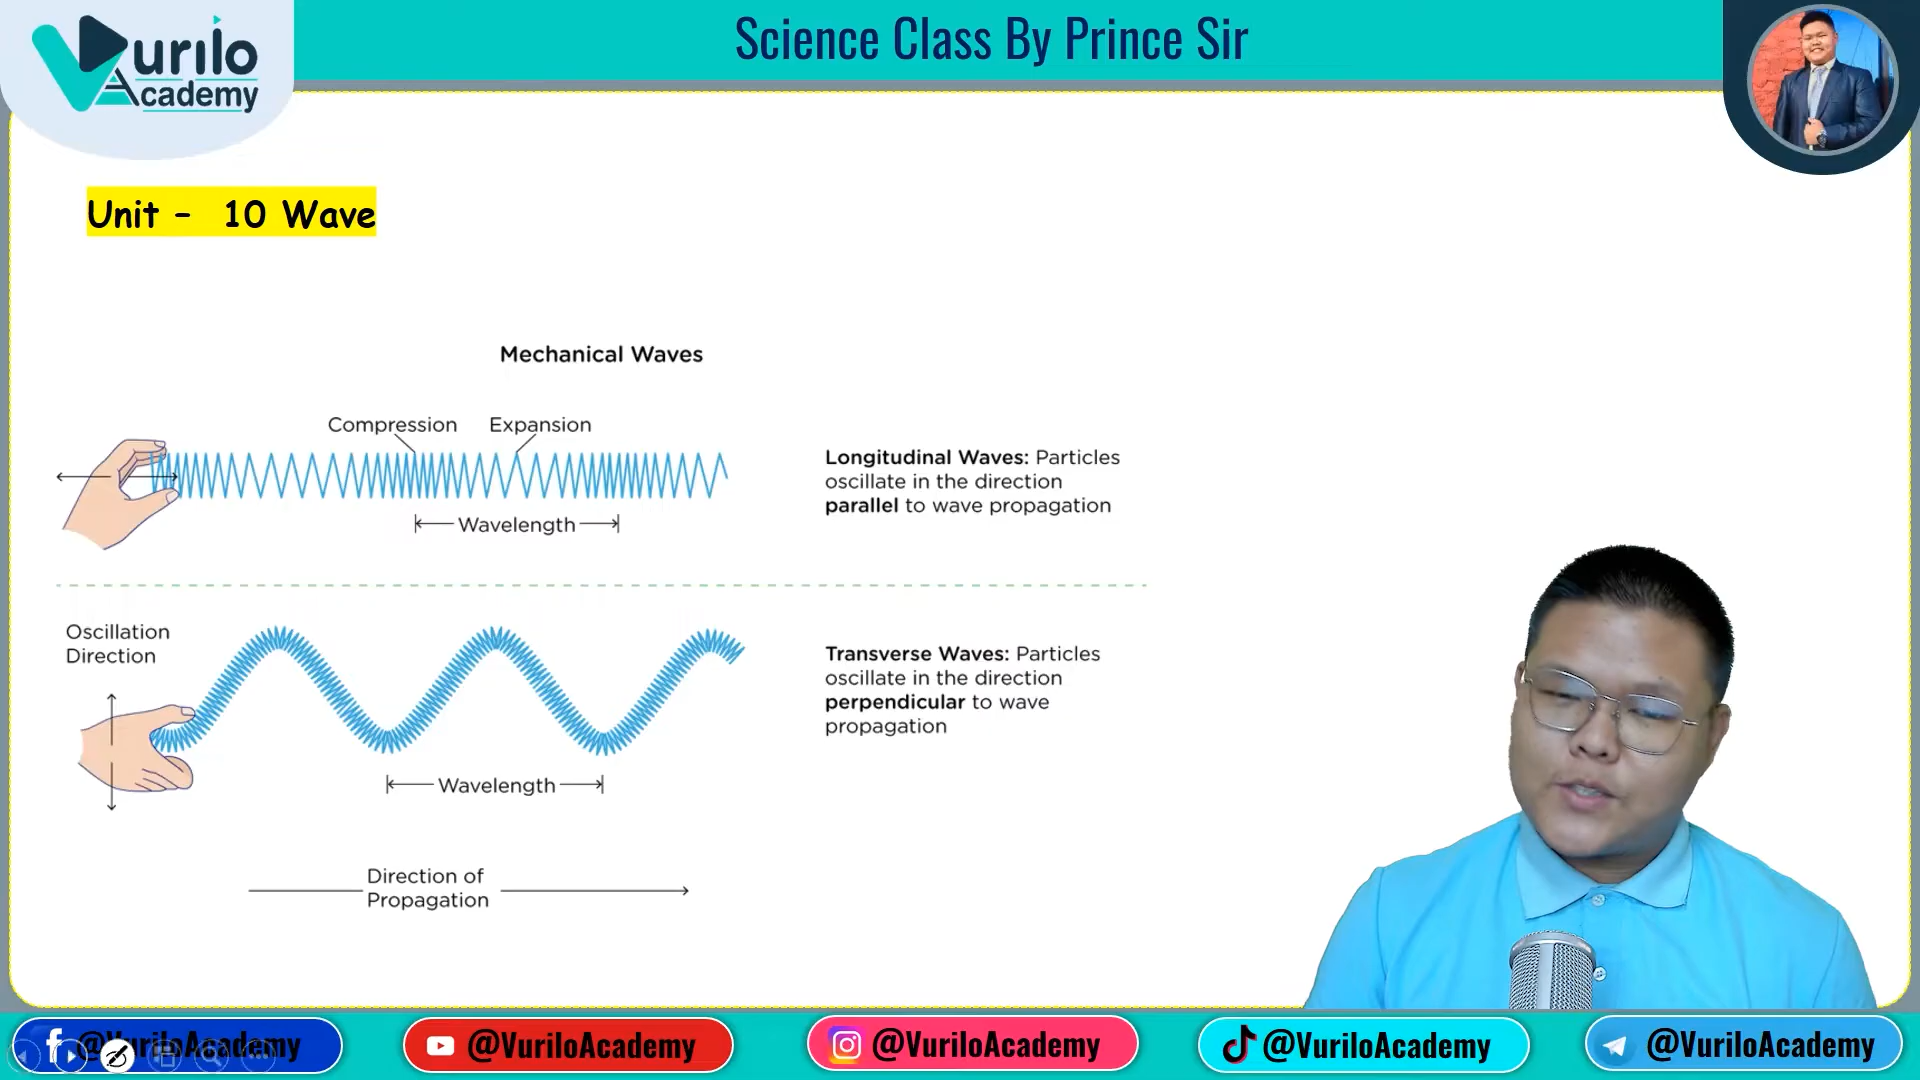 Vurilo
Academy
Science Class By Prince Sir
Unit - 10 Wave
Mechanical Waves
Compression
Expansion
Wavelength
Longitudinal Waves: Particles
oscillate in the direction
parallel to wave propagation
Oscillation
Direction
Wavelength
Transverse Waves: Particles
oscillate in the direction
perpendicular to wave
propagation
Direction of
Propagation
@VuriloAcademy
@VuriloAcademy
@VuriloAcademy
@VuriloAcademy
@VuriloAcademy